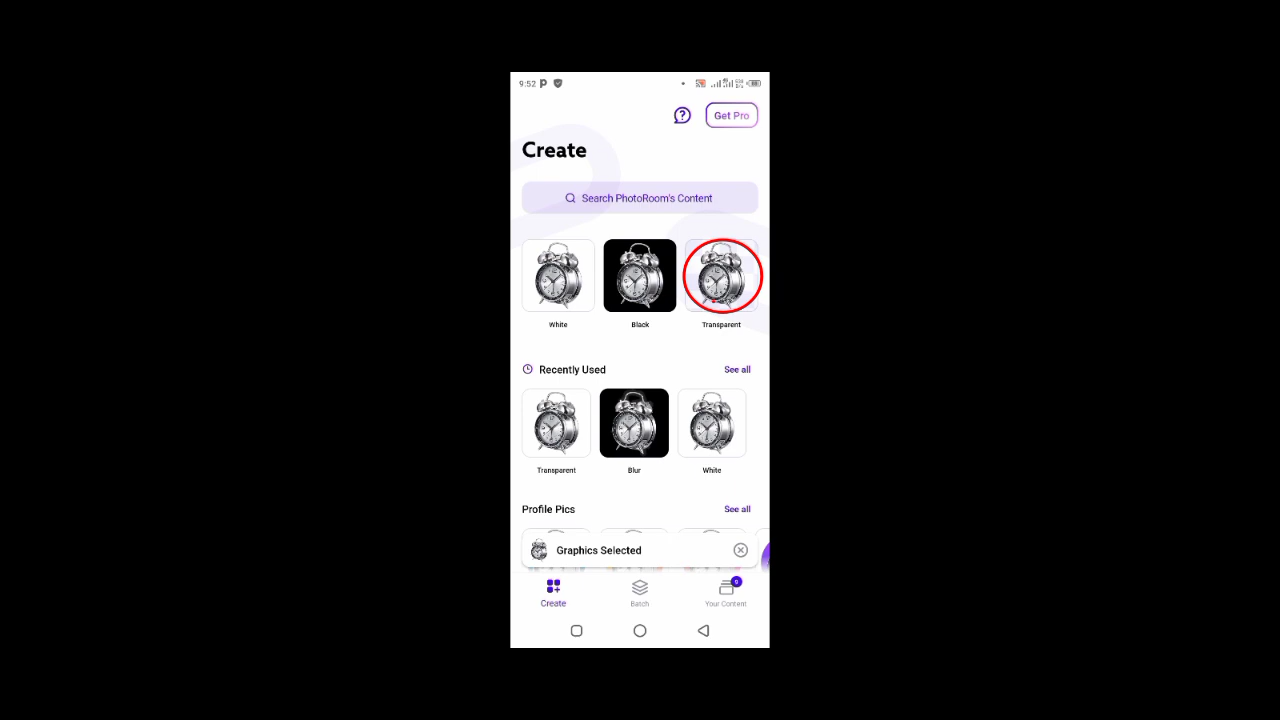 9:52
Get Pro
Create
Search PhotoRoom's Content
White Black Transparent
Recently Used See all
Transparent Blur White
Profile Pics See all
Graphics Selected
9
Create Batch Your Content